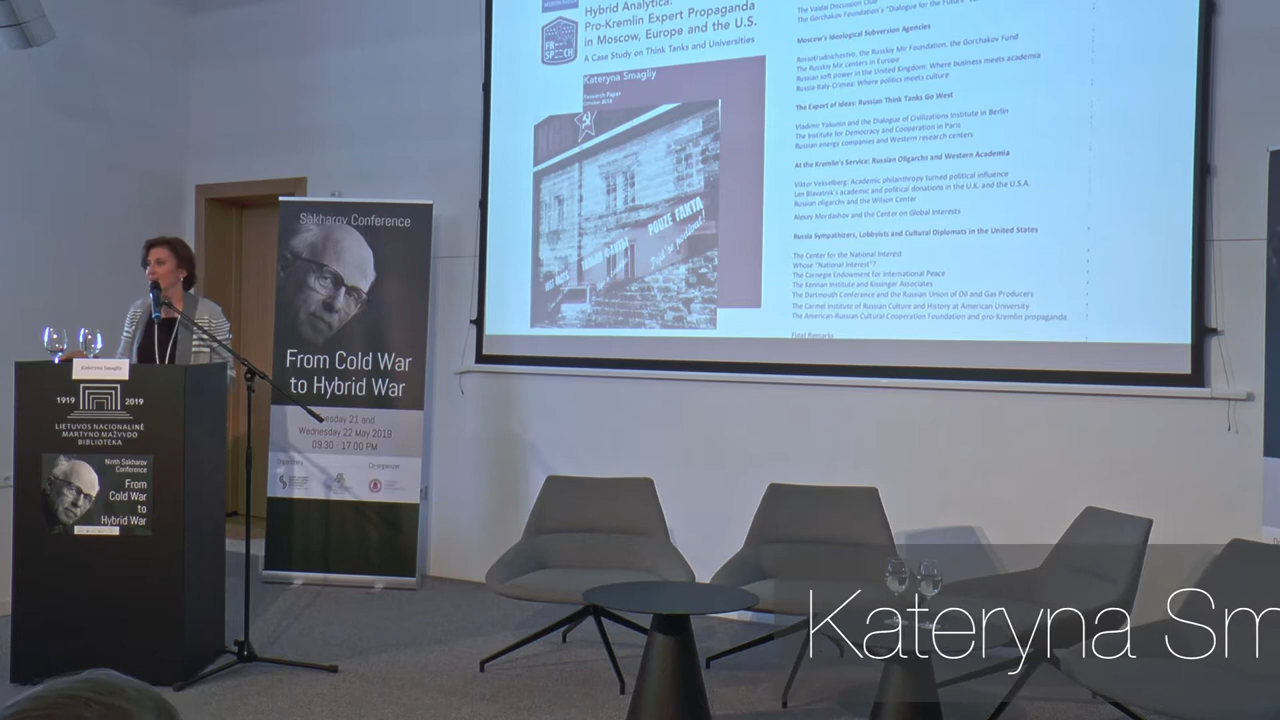 Hybrid Analytica:
Pro-Kremlin Expert Propaganda
in Moscow, Europe and the U.S.
A Case Study on Think Tanks and Universities
FREE
SPEECH
Kateryna Smagliy
Research Paper
October 2018
POUZE FAKTA
The Valdai Discussion Club
The Gorchakov Foundation's "Dialogue for the Future"
Moscow's Ideological Subversion Agencies
Rossotrudnichestvo, the Russkiy Mir Foundation, the Gorchakov Fund
The Russkiy Mir centers in Europe
Russian soft power in the United Kingdom: Where business meets academia
Russia-Italy-Crimea: Where politics meets culture
The Export of Ideas: Russian Think Tanks Go West
Vladimir Yakunin and the Dialogue of Civilizations Institute in Berlin
The Institute for Democracy and Cooperation in Paris
Russian energy companies and Western research centers
At the Kremlin's Service: Russian Oligarchs and Western Academia
Viktor Vekselberg: Academic philanthropy turned political influence
Len Blavatnik's academic and political donations in the U.K. and the U.S.A.
Russian oligarchs and the Wilson Center
Alexey Mordashov and the Center on Global Interests
Russia Sympathizers, Lobbyists and Cultural Diplomats in the United States
The Center for the National Interest
Whose "National Interest"?
The Carnegie Endowment for International Peace
The Kennan Institute and Kissinger Associates
The Dartmouth Conference and the Russian Union of Oil and Gas Producers
The Carmel Institute of Russian Culture and History at American University
The American-Russian Cultural Cooperation Foundation and pro-Kremlin propaganda
Final Remarks
Sakharov Conference
From Cold War
to Hybrid War
esday 21 and
Wednesday 22 May 2019
09.30 - 17.00 PM
Organizers
Co-organizer
Kateryna Smagliy
1919 2019
LIETUVOS NACIONALINĖ
MARTYNO MAŽVYDO
BIBLIOTEKA
Ninth Sakharov
Conference
From
Cold War
to
Hybrid War
Kateryna Sm